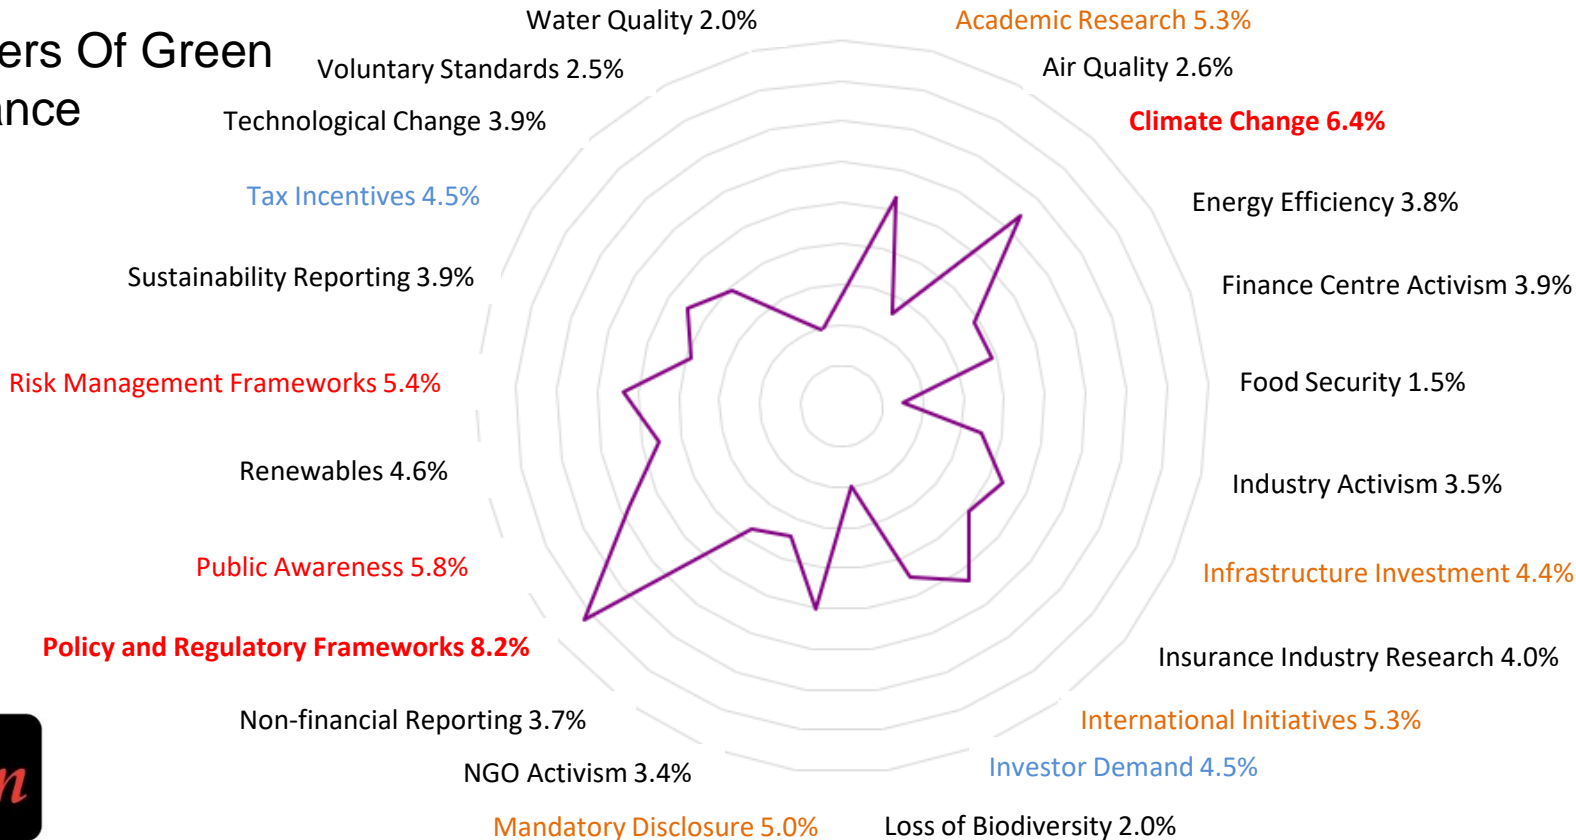 ers Of Green
ance
Water Quality 2.0%
Academic Research 5.3%
Voluntary Standards 2.5%
Air Quality 2.6%
Technological Change 3.9%
Climate Change 6.4%
Tax Incentives 4.5%
Energy Efficiency 3.8%
Sustainability Reporting 3.9%
Finance Centre Activism 3.9%
Risk Management Frameworks 5.4%
Food Security 1.5%
Renewables 4.6%
Industry Activism 3.5%
Public Awareness 5.8%
Infrastructure Investment 4.4%
Policy and Regulatory Frameworks 8.2%
Insurance Industry Research 4.0%
Non-financial Reporting 3.7%
International Initiatives 5.3%
NGO Activism 3.4%
Investor Demand 4.5%
Mandatory Disclosure 5.0%
Loss of Biodiversity 2.0%
n